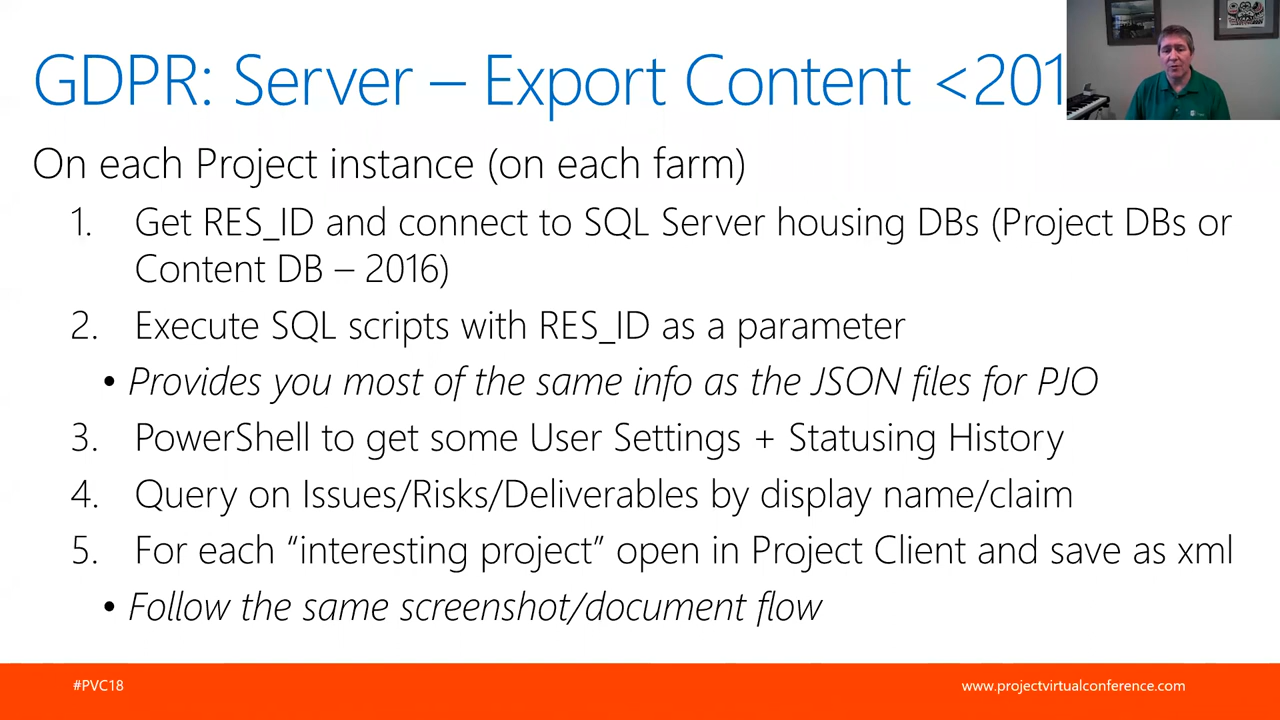 GDPR: Server – Export Content <201
On each Project instance (on each farm)
1. Get RES_ID and connect to SQL Server housing DBs (Project DBs or
Content DB – 2016)
2. Execute SQL scripts with RES_ID as a parameter
• Provides you most of the same info as the JSON files for PJO
3. PowerShell to get some User Settings + Statusing History
4. Query on Issues/Risks/Deliverables by display name/claim
5. For each “interesting project” open in Project Client and save as xml
• Follow the same screenshot/document flow
#PVC18
www.projectvirtualconference.com